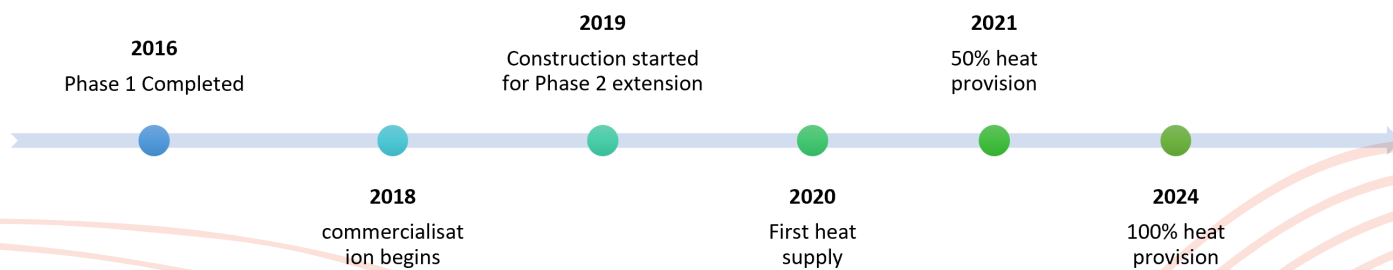 2016
Phase 1 Completed
2018
commercialisat
ion begins
2019
Construction started
for Phase 2 extension
2020
First heat
supply
2021
50% heat
provision
2024
100% heat
provision